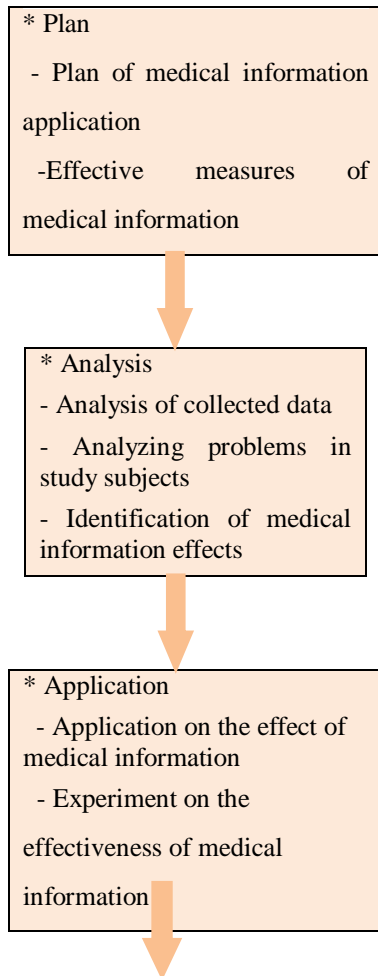 * Plan
- Plan of medical information
application
-Effective measures of
medical information
* Analysis
- Analysis of collected data
- Analyzing problems in
study subjects
- Identification of medical
information effects
* Application
- Application on the effect of
medical information
- Experiment on the
effectiveness of medical
information